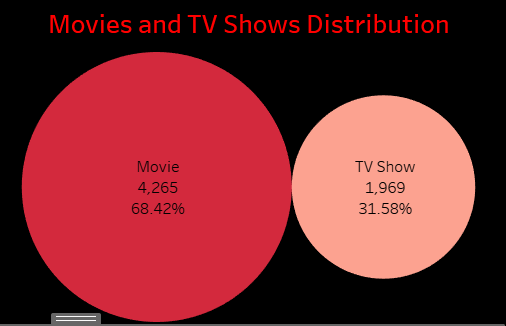 Movies and TV Shows Distribution
Movie
4,265
68.42%
TV Show
1,969
31.58%